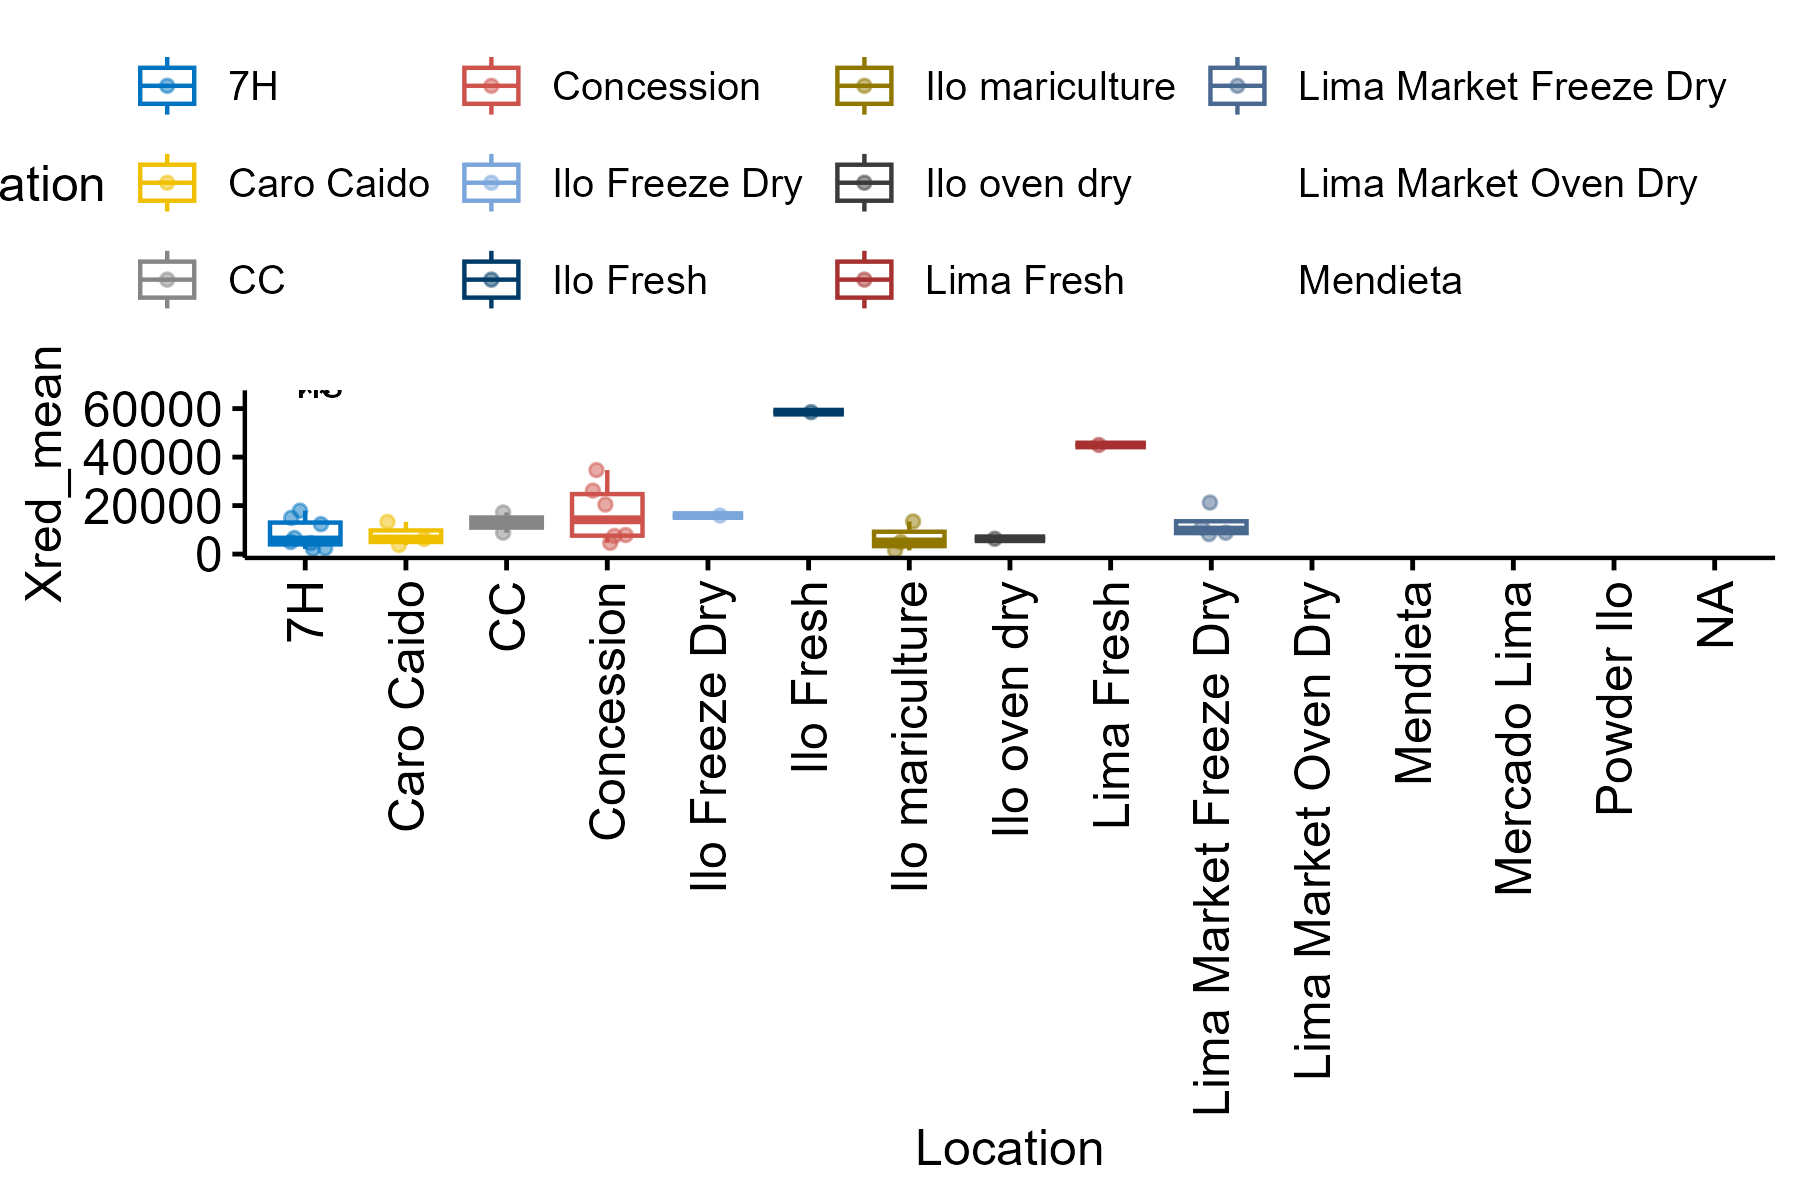 7H Concession Ilo mariculture Lima Market Freeze Dry
ation Caro Caido Ilo Freeze Dry Ilo oven dry Lima Market Oven Dry
CC Ilo Fresh Lima Fresh Mendieta
Xred_mean
60000
40000
20000
0
7H
Caro Caido
CC
Concession
Ilo Freeze Dry
Ilo Fresh
Ilo mariculture
Ilo oven dry
Lima Fresh
Lima Market Freeze Dry
Lima Market Oven Dry
Mendieta
Mercado Lima
Powder Ilo
NA
Location